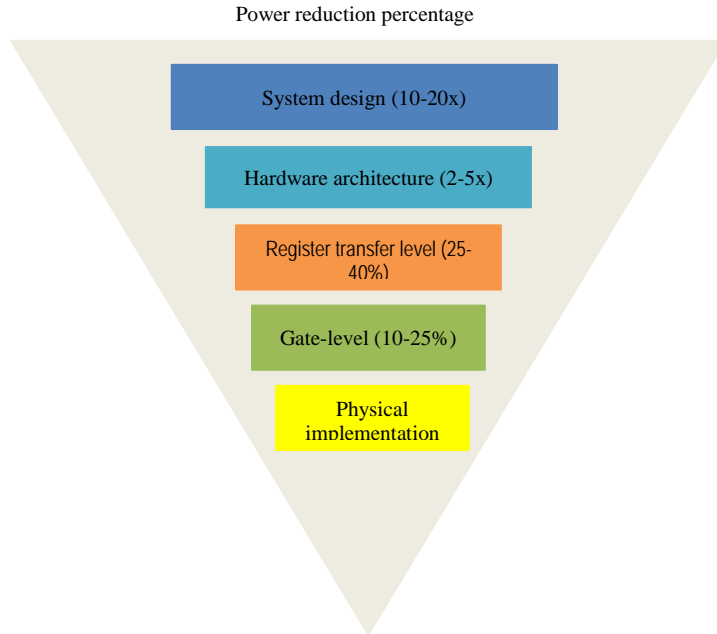 Power reduction percentage
System design (10-20x)
Hardware architecture (2-5x)
Register transfer level (25-
40%)
Gate-level (10-25%)
Physical
implementation